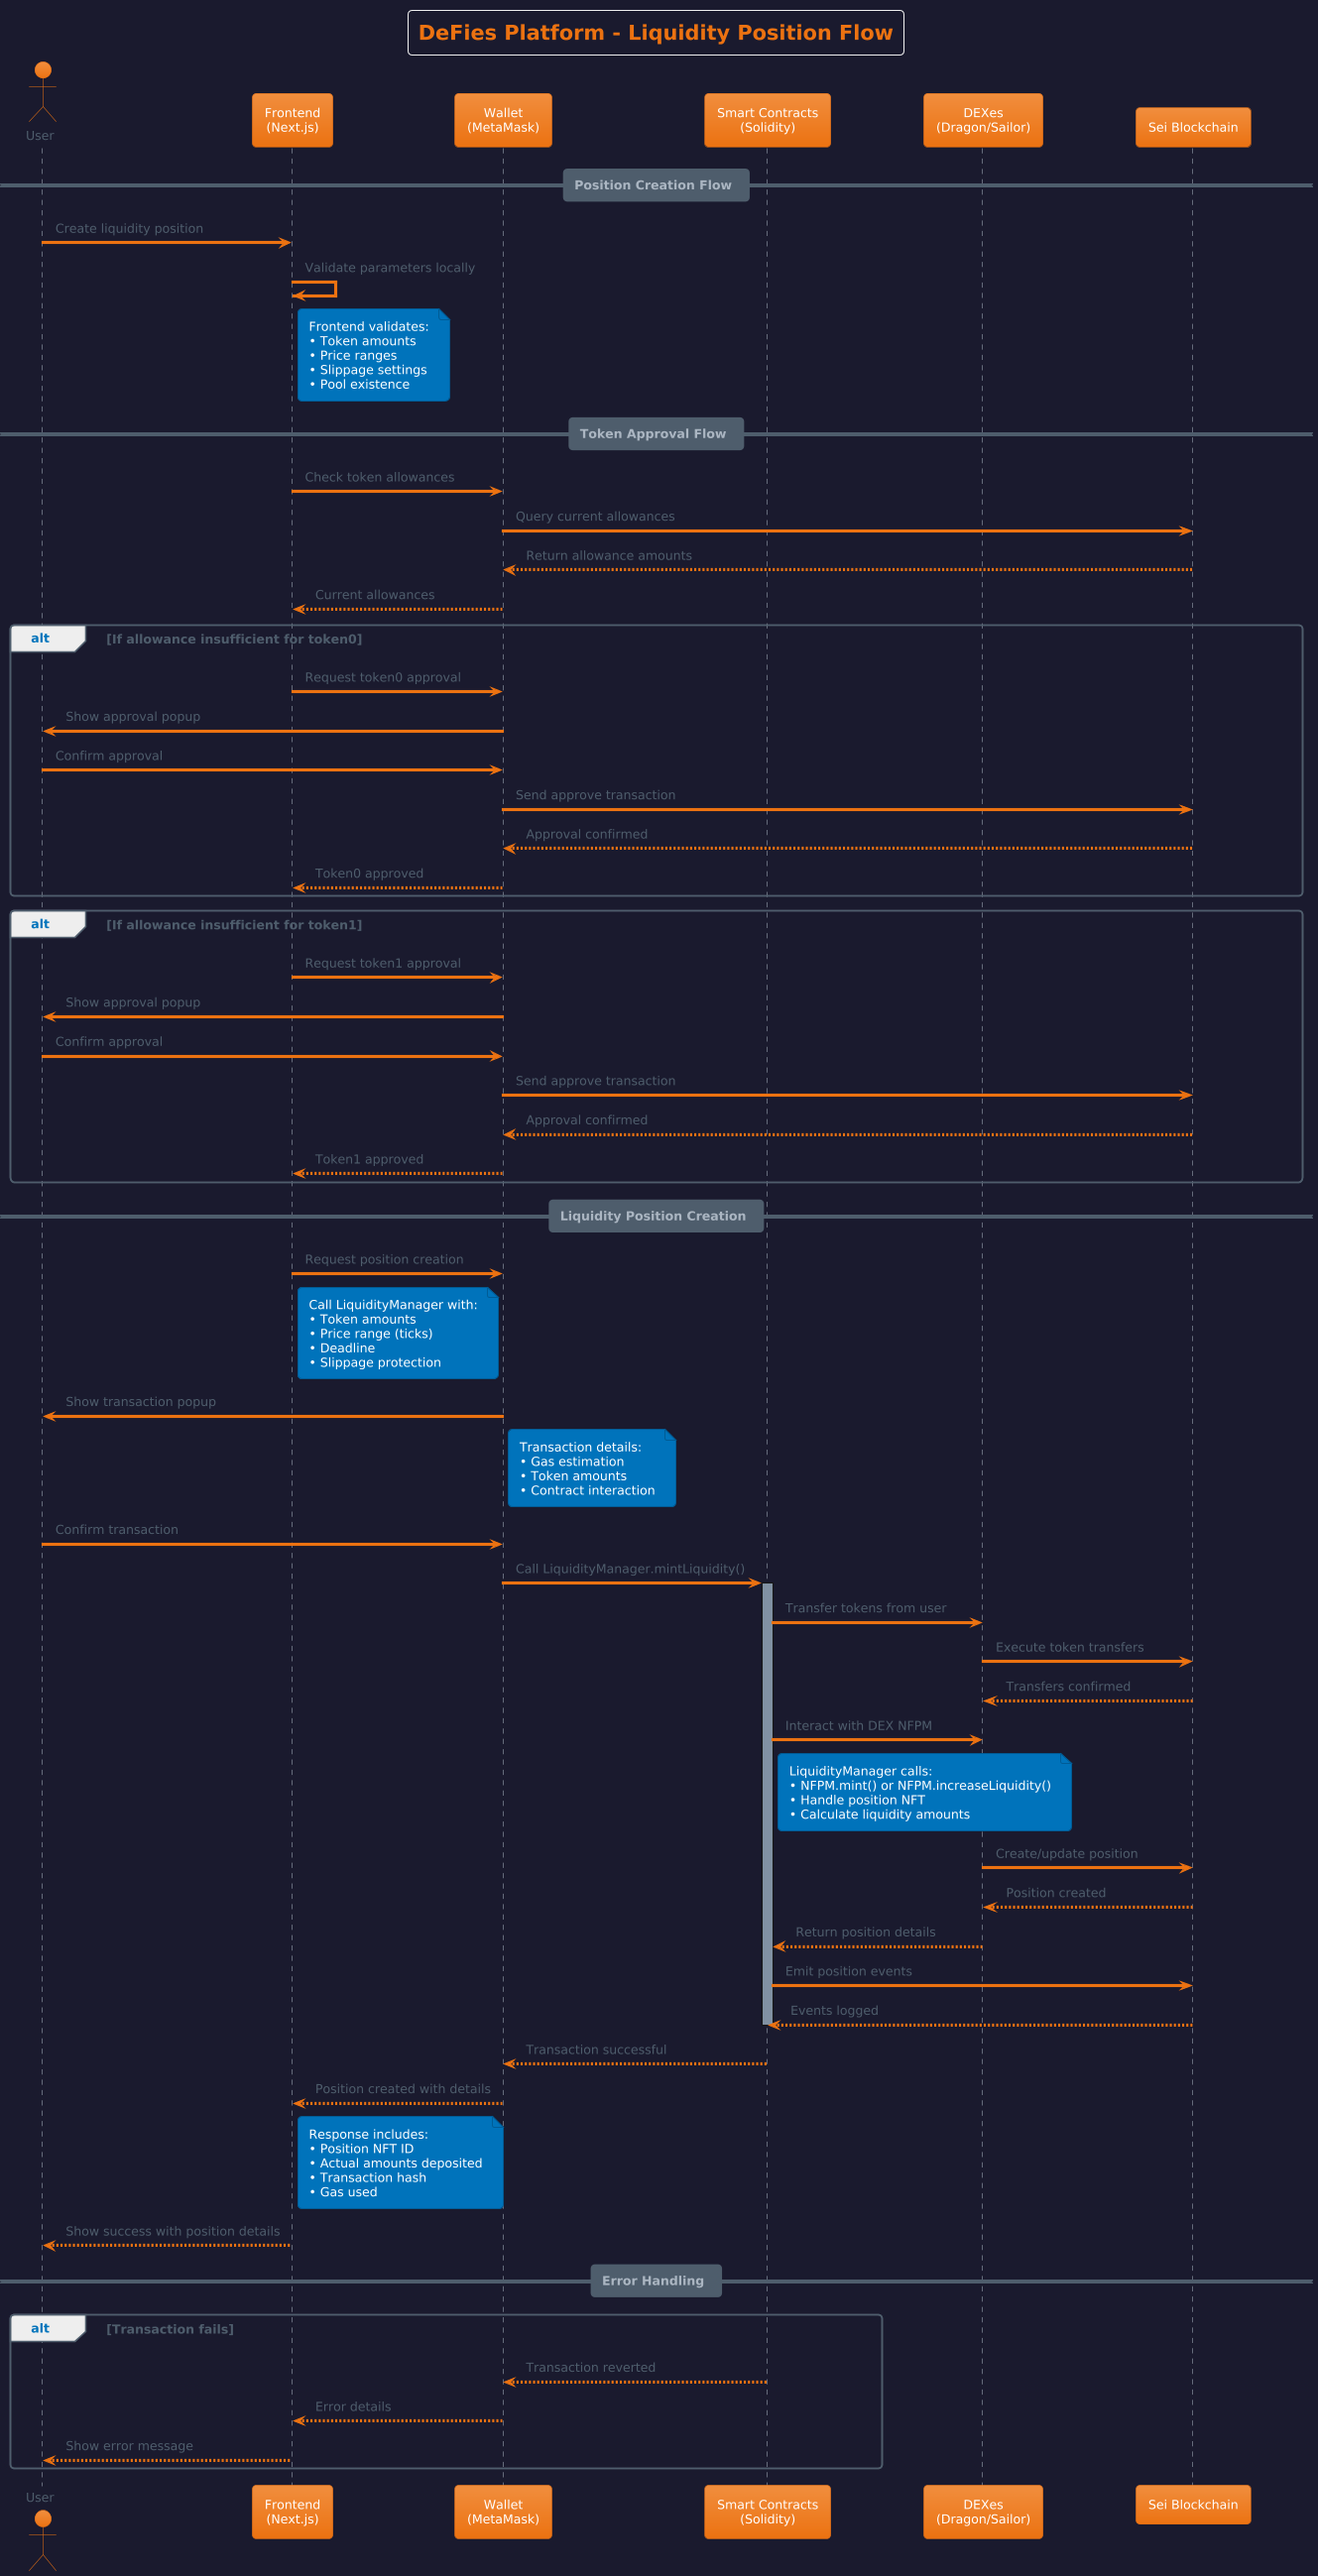 DeFies Platform - Liquidity Position Flow
User
Frontend
(Next.js)
Wallet
(MetaMask)
Smart Contracts
(Solidity)
DEXes
(Dragon/Sailor)
Sei Blockchain
Position Creation Flow
Create liquidity position
Validate parameters locally
Frontend validates:
• Token amounts
• Price ranges
• Slippage settings
• Pool existence
Token Approval Flow
Check token allowances
Query current allowances
Return allowance amounts
Current allowances
alt [If allowance insufficient for token0]
Request token0 approval
Show approval popup
Confirm approval
Send approve transaction
Approval confirmed
Token0 approved
alt [If allowance insufficient for token1]
Request token1 approval
Show approval popup
Confirm approval
Send approve transaction
Approval confirmed
Token1 approved
Liquidity Position Creation
Request position creation
Call LiquidityManager with:
• Token amounts
• Price range (ticks)
• Deadline
• Slippage protection
Show transaction popup
Transaction details:
• Gas estimation
• Token amounts
• Contract interaction
Confirm transaction
Call LiquidityManager.mintLiquidity()
Transfer tokens from user
Execute token transfers
Transfers confirmed
Interact with DEX NFPM
LiquidityManager calls:
• NFPM.mint() or NFPM.increaseLiquidity()
• Handle position NFT
• Calculate liquidity amounts
Create/update position
Position created
Return position details
Emit position events
Events logged
Transaction successful
Position created with details
Response includes:
• Position NFT ID
• Actual amounts deposited
• Transaction hash
• Gas used
Show success with position details
Error Handling
alt [Transaction fails]
Transaction reverted
Error details
Show error message
User
Frontend
(Next.js)
Wallet
(MetaMask)
Smart Contracts
(Solidity)
DEXes
(Dragon/Sailor)
Sei Blockchain